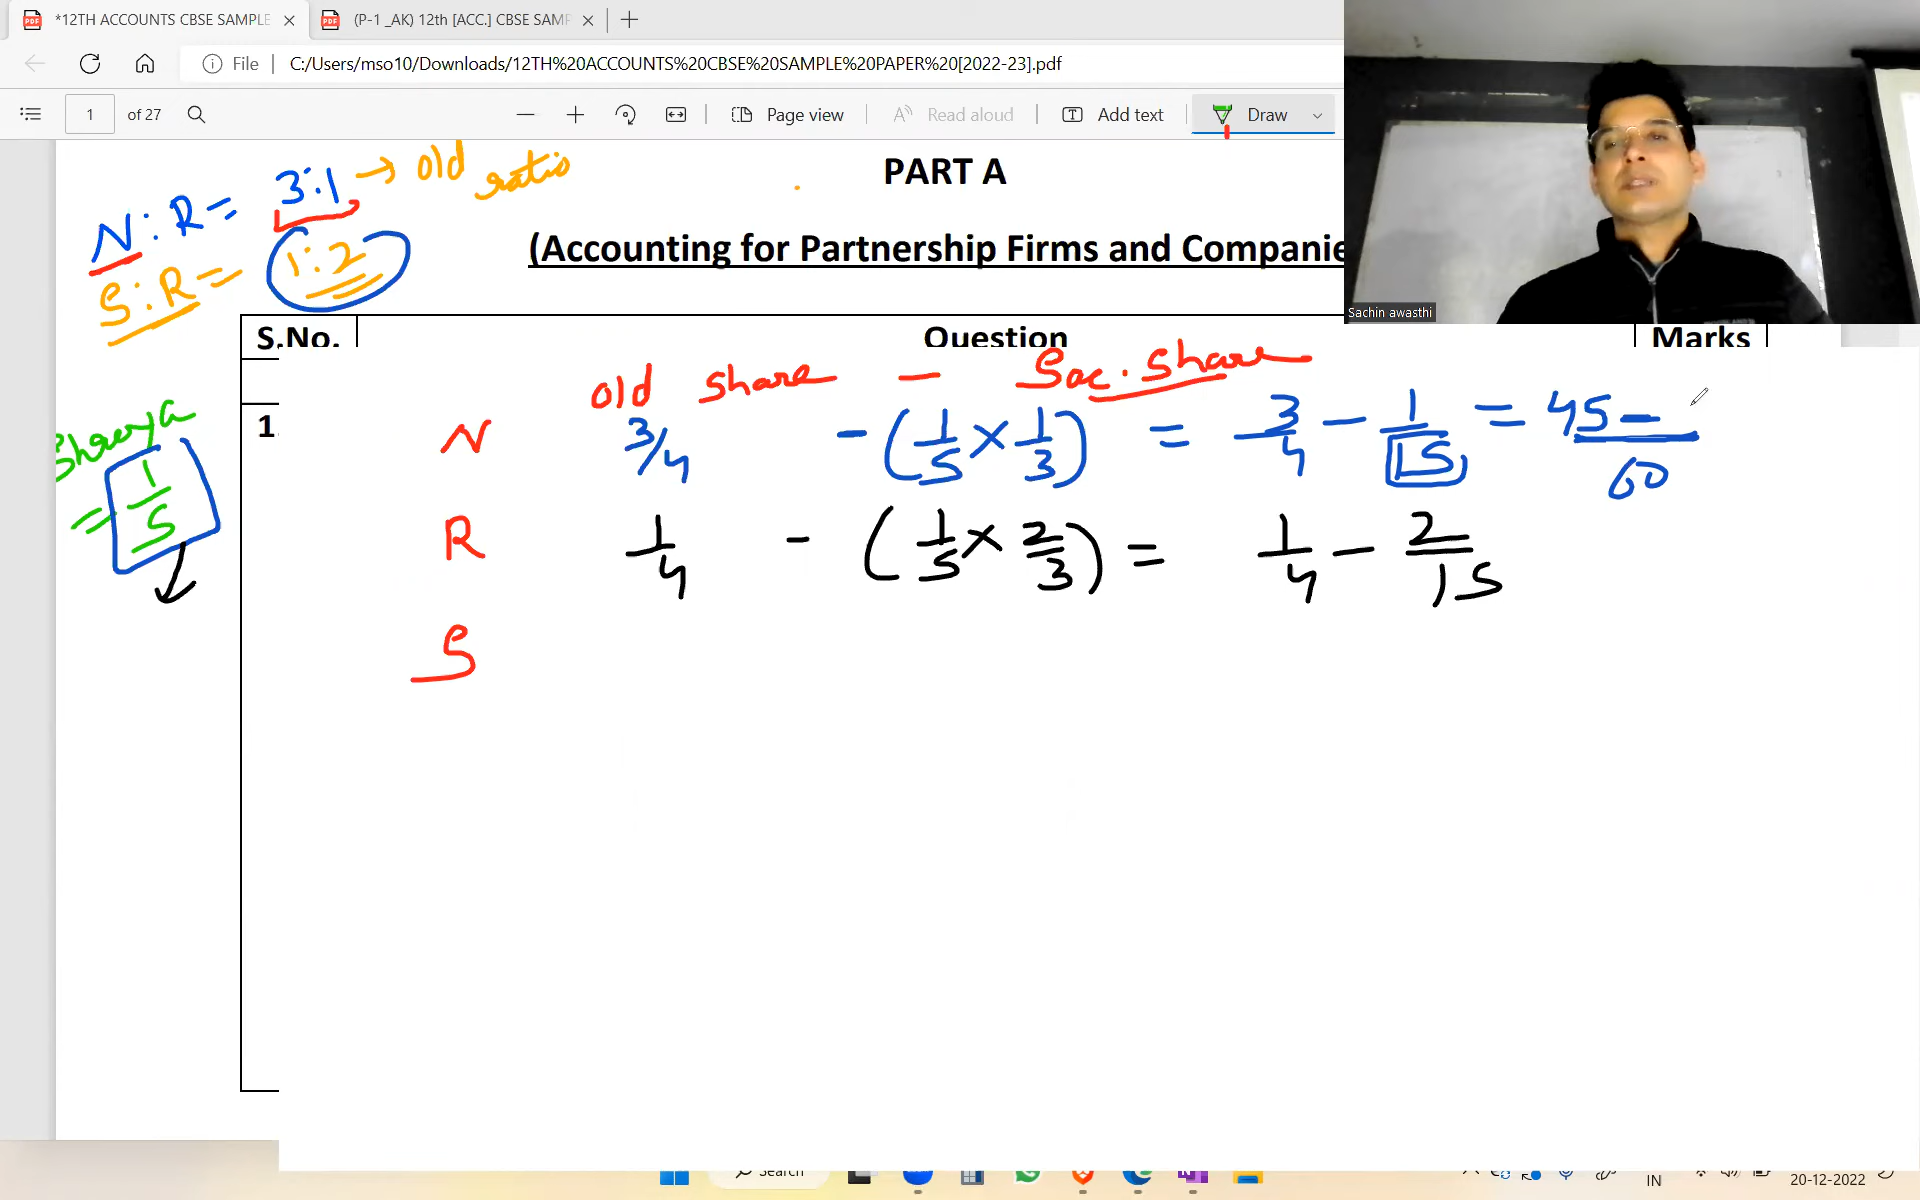 *12TH ACCOUNTS CBSE SAMPLE
(P-1 _AK) 12th [ACC.] CBSE SAMP
File C:/Users/mso10/Downloads/12TH%20ACCOUNTS%20CBSE%20SAMPLE%20PAPER%20[2022-23].pdf
1 of 27 Page view Read aloud Add text Draw
PART A
N : R = 3:1 → old ratio
(Accounting for Partnership Firms and Companie
S : R = 1:2
Sachin awasthi
S.No. Question Marks
old share - Sac. share
1
N 3/4 - (1/5 × 1/3) = 3/4 - 1/15 = 45 - / 60
Shreya = 1/5
R 1/4 - (1/5 × 2/3) = 1/4 - 2/15
S
Search
IN
20-12-2022